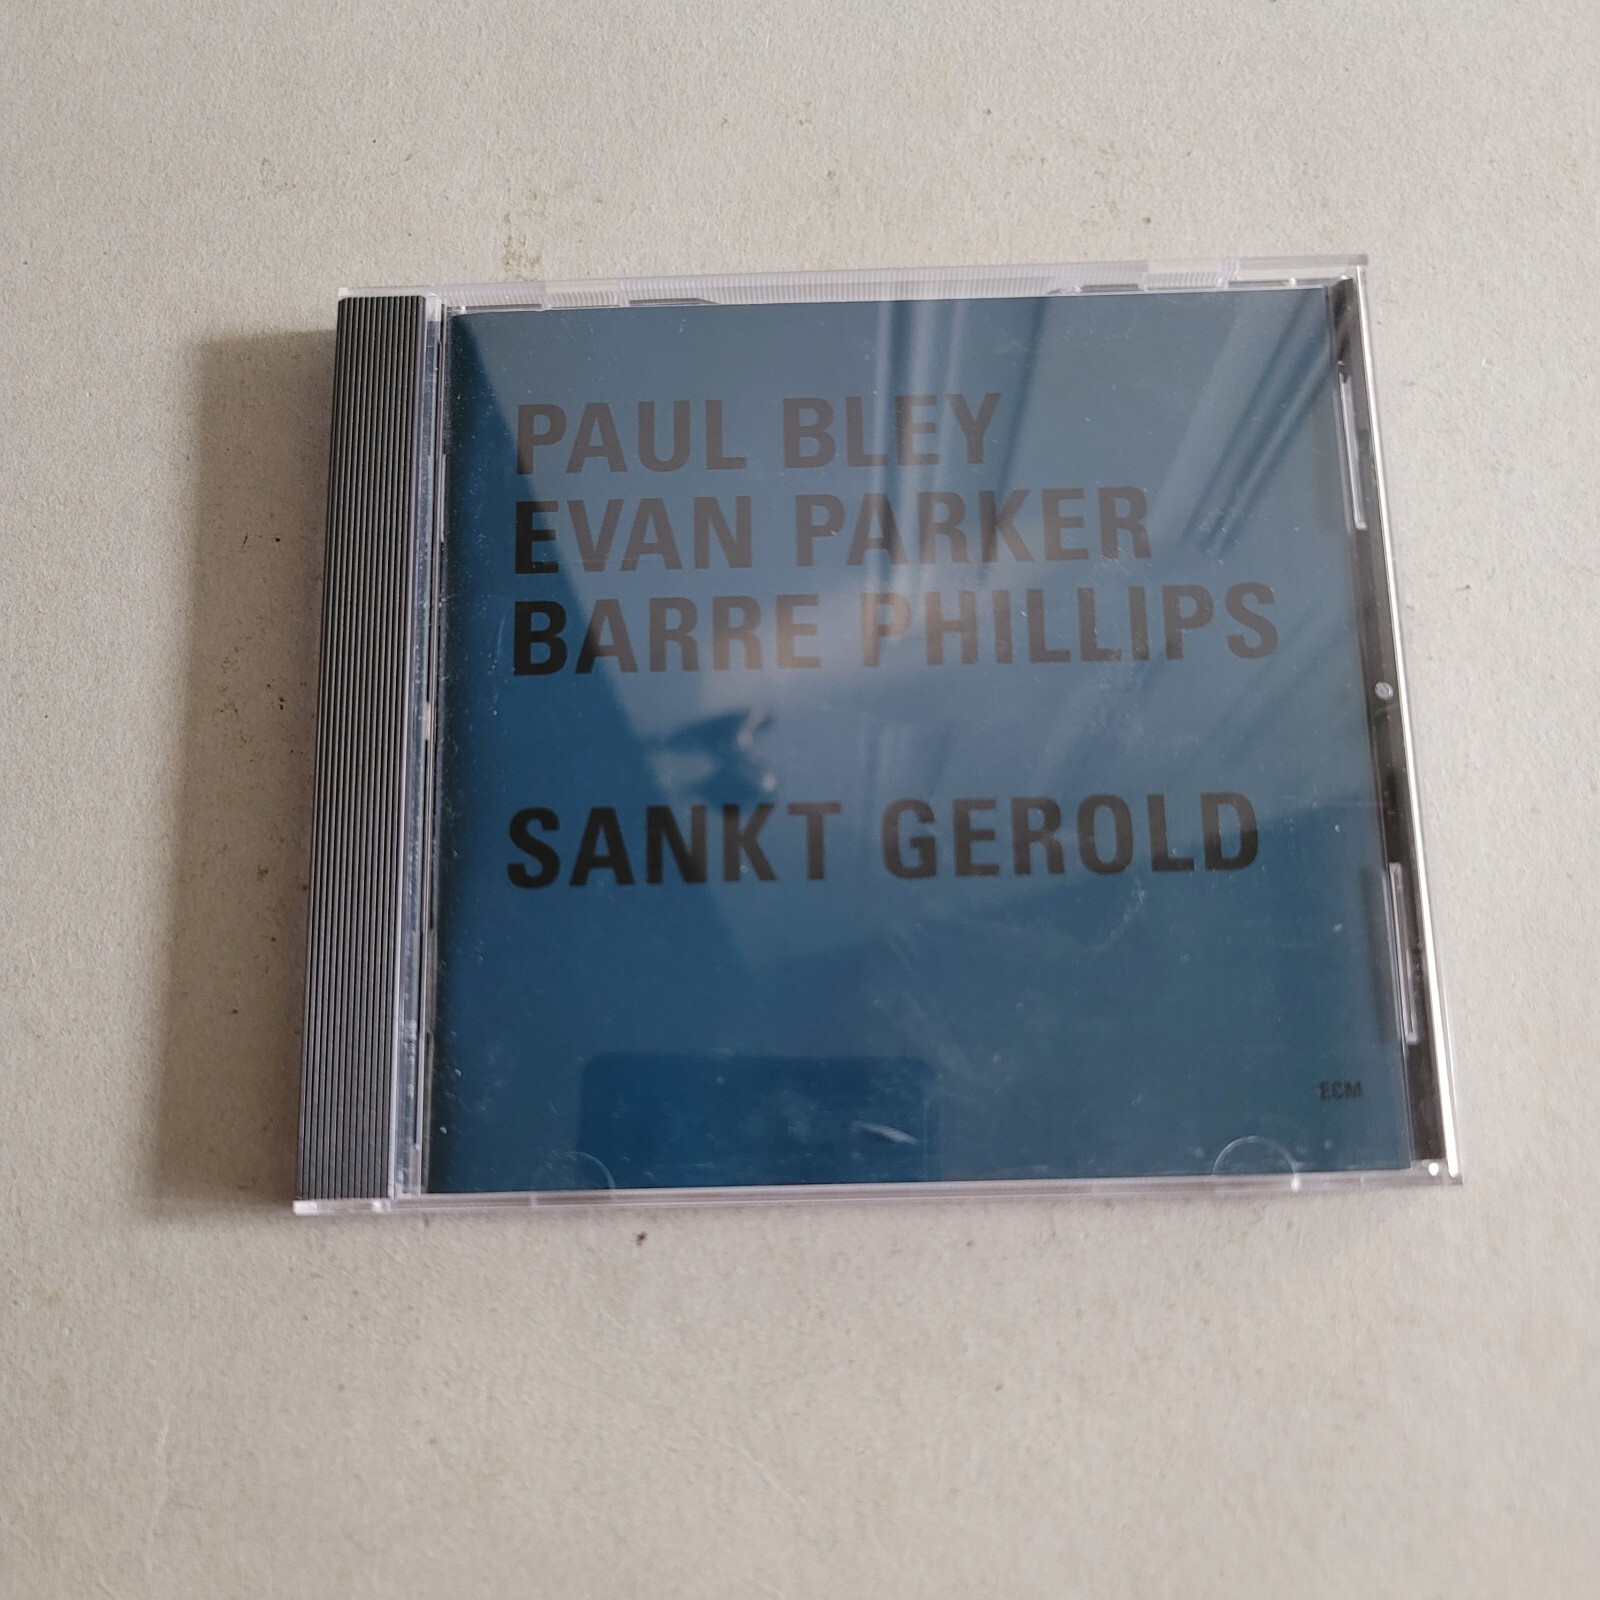 PAUL BLEY
EVAN PARKER
BARRE PHILLIPS
SANKT GEROLD
ECM